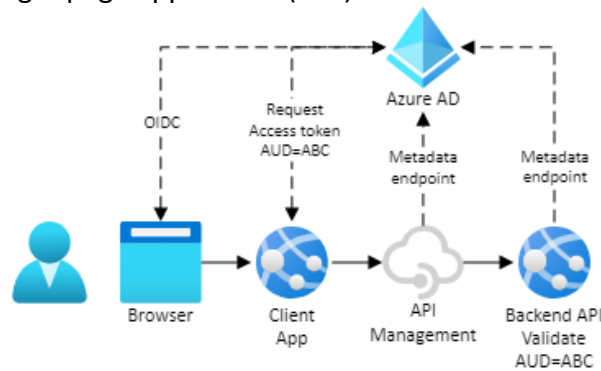 Azure AD
OIDC
Request
Access token
AUD=ABC
Metadata
endpoint
Metadata
endpoint
Browser
Client
App
API
Management
Backend API
Validate
AUD=ABC